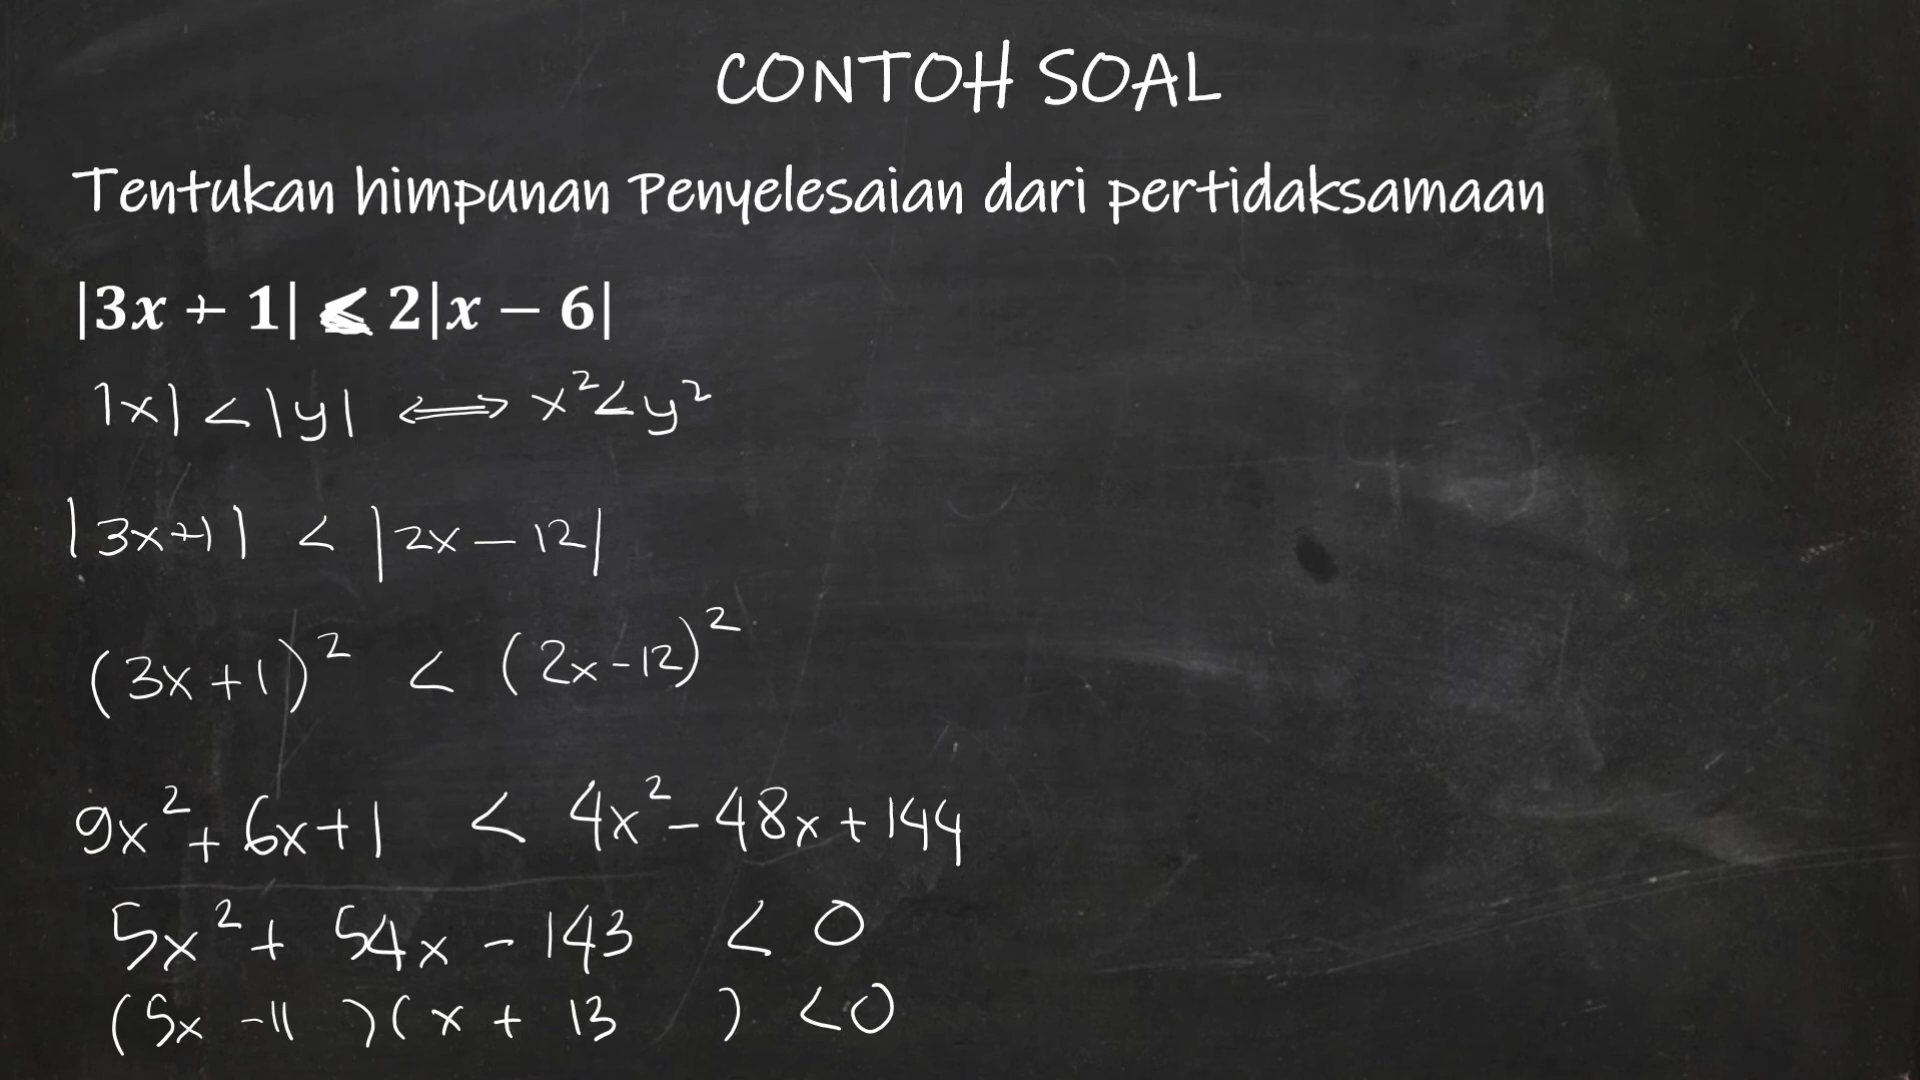 CONTOH SOAL
Tentukan himpunan Penyelesaian dari pertidaksamaan
|3x + 1| < 2|x − 6|
|x| < |y| ⟺ x² < y²
|3x+1| < |2x − 12|
(3x + 1)² < (2x − 12)²
9x² + 6x + 1 < 4x² − 48x + 144
5x² + 54x − 143 < 0
(5x − 11)(x + 13) < 0